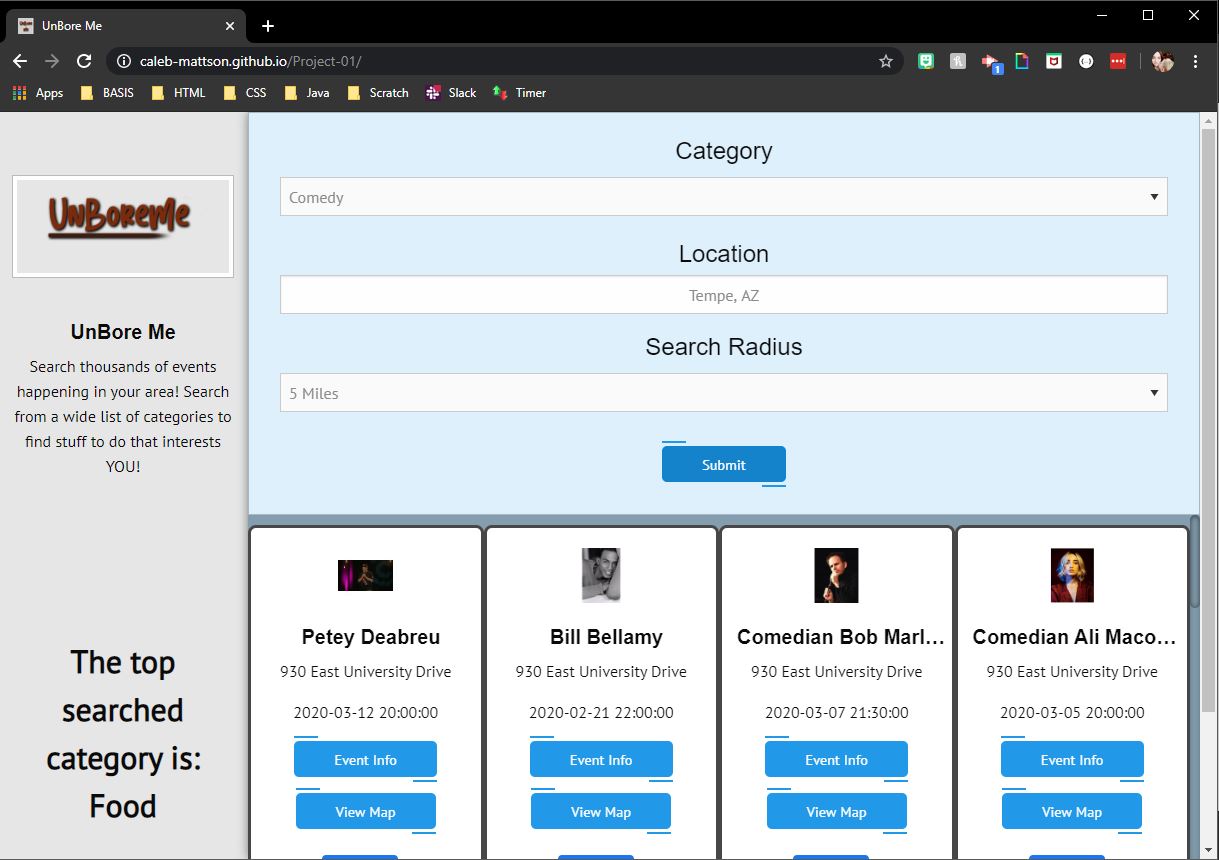 UnBore Me
caleb-mattson.github.io/Project-01/
1
Apps BASIS HTML CSS Java Scratch Slack Timer
UnBoreMe
UnBore Me
Search thousands of events
happening in your area! Search
from a wide list of categories to
find stuff to do that interests
YOU!
The top
searched
category is:
Food
Category
Comedy
Location
Tempe, AZ
Search Radius
5 Miles
Submit
Petey Deabreu
930 East University Drive
2020-03-12 20:00:00
Event Info
View Map
Bill Bellamy
930 East University Drive
2020-02-21 22:00:00
Event Info
View Map
Comedian Bob Marl...
930 East University Drive
2020-03-07 21:30:00
Event Info
View Map
Comedian Ali Maco...
930 East University Drive
2020-03-05 20:00:00
Event Info
View Map